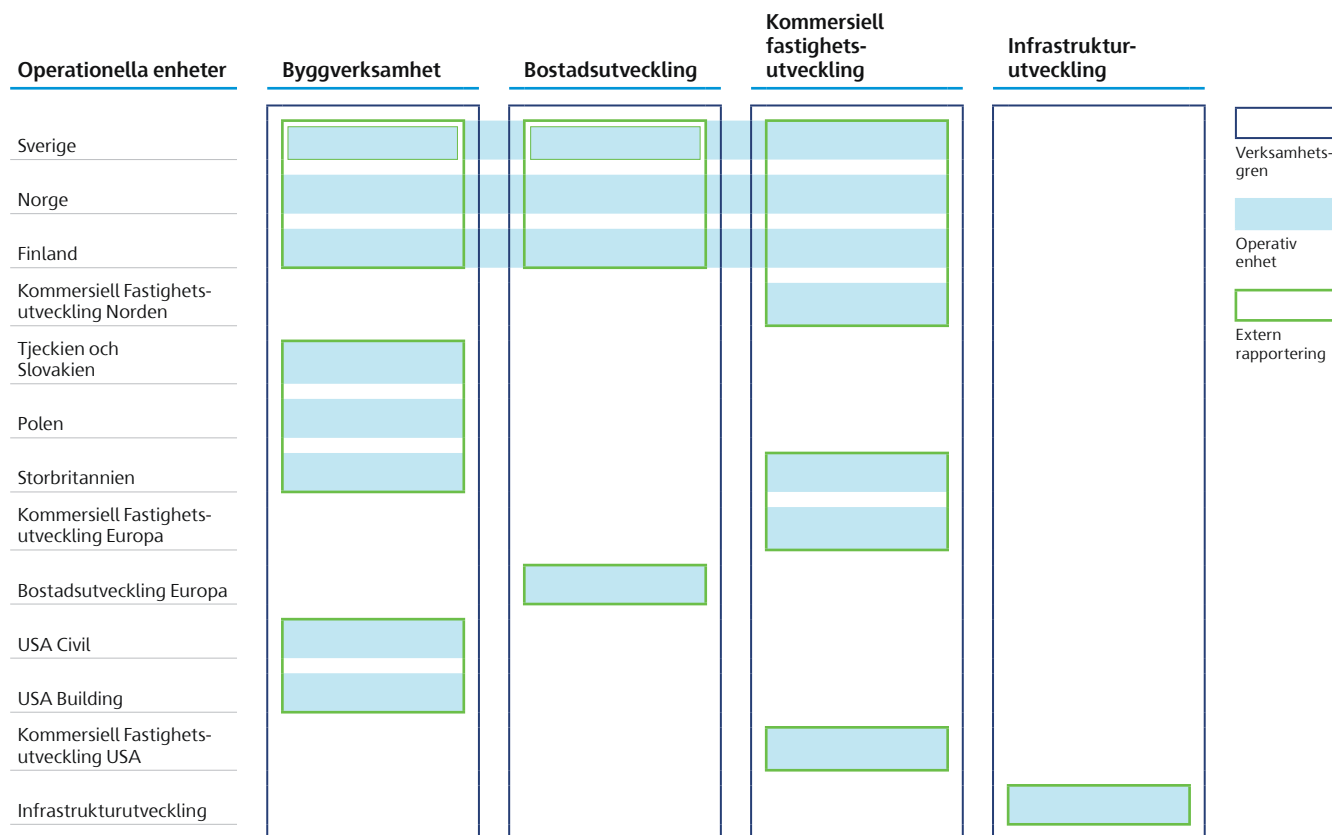 Operationella enheter
Byggverksamhet
Bostadsutveckling
Kommersiell
fastighets-
utveckling
Infrastruktur-
utveckling
Sverige
Norge
Finland
Kommersiell Fastighets-
utveckling Norden
Tjeckien och
Slovakien
Polen
Storbritannien
Kommersiell Fastighets-
utveckling Europa
Bostadsutveckling Europa
USA Civil
USA Building
Kommersiell Fastighets-
utveckling USA
Infrastrukturutveckling
Verksamhets-
gren
Operativ
enhet
Extern
rapportering